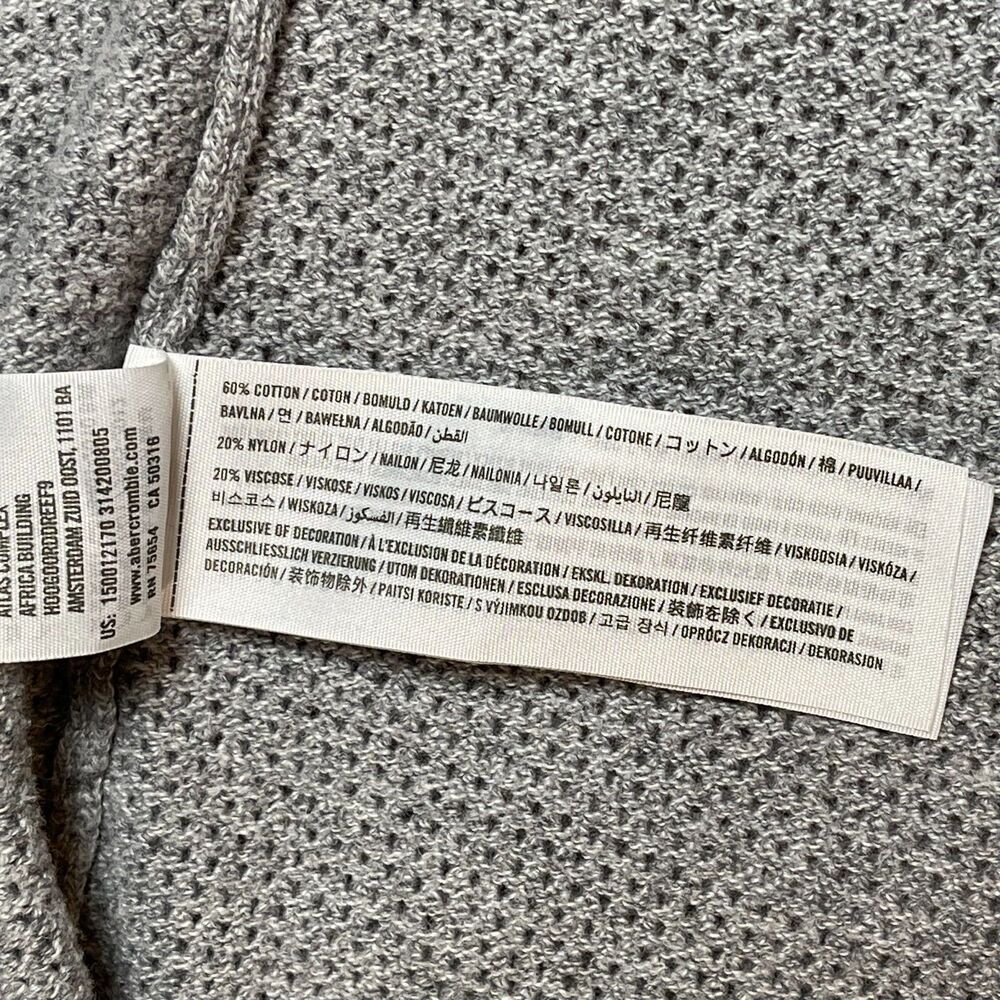 ATLAS COMPLEX
AFRICA BUILDING
HOOGOORDDREEF9
AMSTERDAM ZUID OOST, 1101 BA
US: 150012170 314200805
www.abercrombie.com
RN 75654 CA 50316
60% COTTON / COTON / BOMULD / KATOEN / BAUMWOLLE / BOMULL / COTONE / コットン / ALGODÓN / 棉 / PUUVILLAA /
BAVLNA / 면 / BAWEŁNA / ALGODÃO / القطن
20% NYLON / ナイロン / NAILON / 尼龙 / NAILONIA / 나일론 / النايلون / 尼龍
20% VISCOSE / VISKOSE / VISKOS / VISCOSA / ビスコース / VISCOSILLA / 再生纤维素纤维 / VISKOOSIA / VISKÓZA /
비스코스 / WISKOZA / الفسكوز / 再生纖維素纖維
EXCLUSIVE OF DECORATION / À L'EXCLUSION DE LA DÉCORATION / EKSKL. DEKORATION / EXCLUSIEF DECORATIE /
AUSSCHLIESSLICH VERZIERUNG / UTOM DEKORATIONEN / ESCLUSA DECORAZIONE / 装飾を除く / EXCLUSIVO DE
DECORACIÓN / 装饰物除外 / PAITSI KORISTE / S VÝJIMKOU OZDOB / 고급 장식 / OPRÓCZ DEKORACJI / DEKORASJON